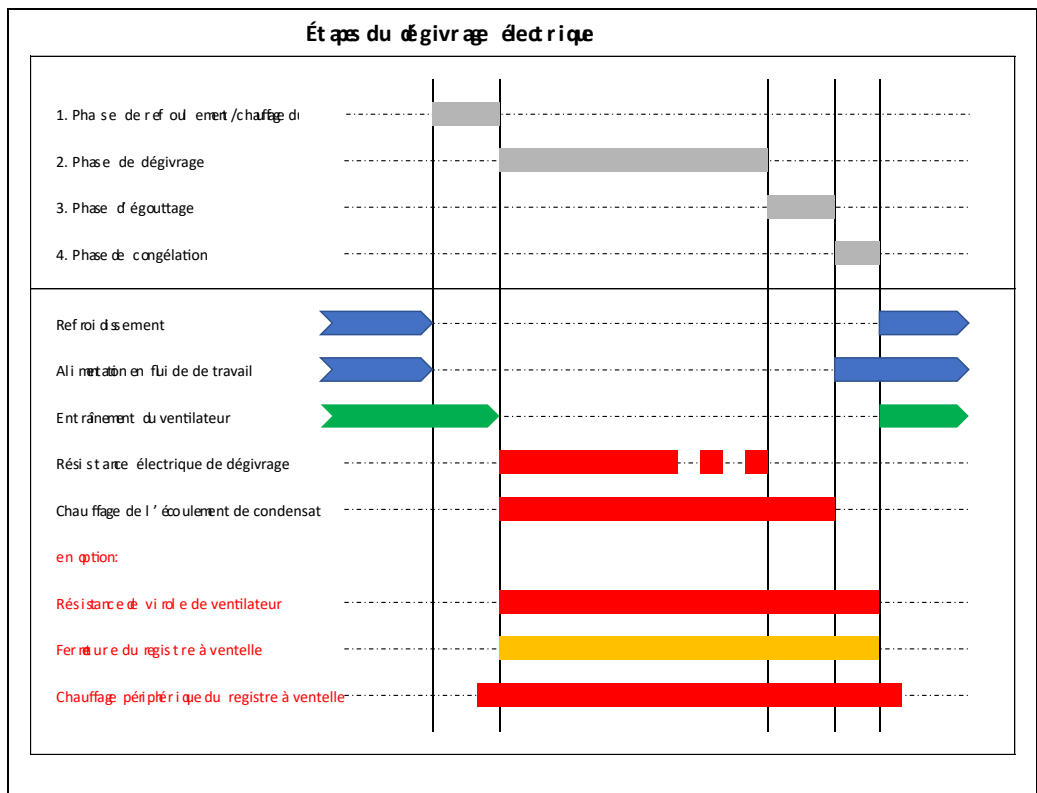 Étapes du dégivrage électrique
1. Phase de refoulement/chauffage du
2. Phase de dégivrage
3. Phase d'égouttage
4. Phase de congélation
Refroidissement
Alimentation en fluide de travail
Entraînement du ventilateur
Résistance électrique de dégivrage
Chauffage de l'écoulement de condensat
en option:
Résistance de virole de ventilateur
Fermeture du registre à ventelle
Chauffage périphérique du registre à ventelle